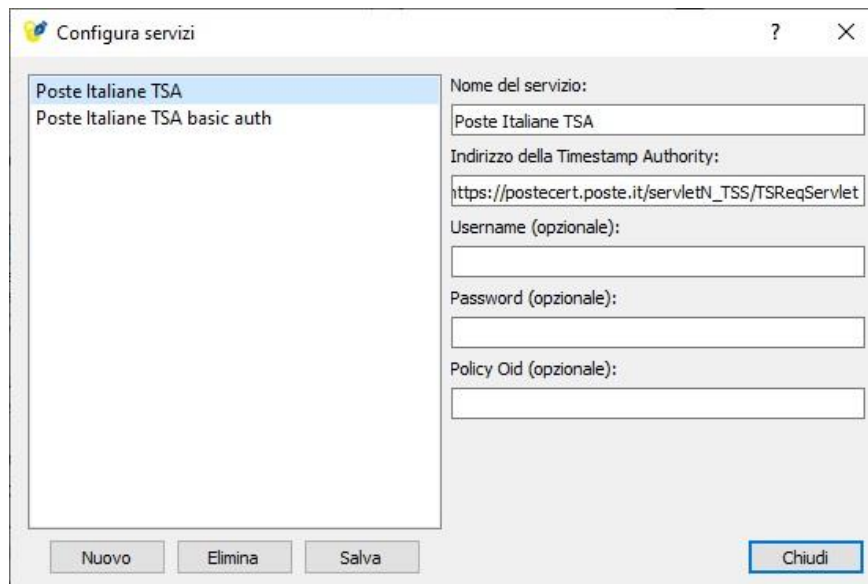 Configura servizi
?
Poste Italiane TSA
Poste Italiane TSA basic auth
Nome del servizio:
Poste Italiane TSA
Indirizzo della Timestamp Authority:
https://postecert.poste.it/servletN_TSS/TSReqServlet
Username (opzionale):
Password (opzionale):
Policy Oid (opzionale):
Nuovo
Elimina
Salva
Chiudi